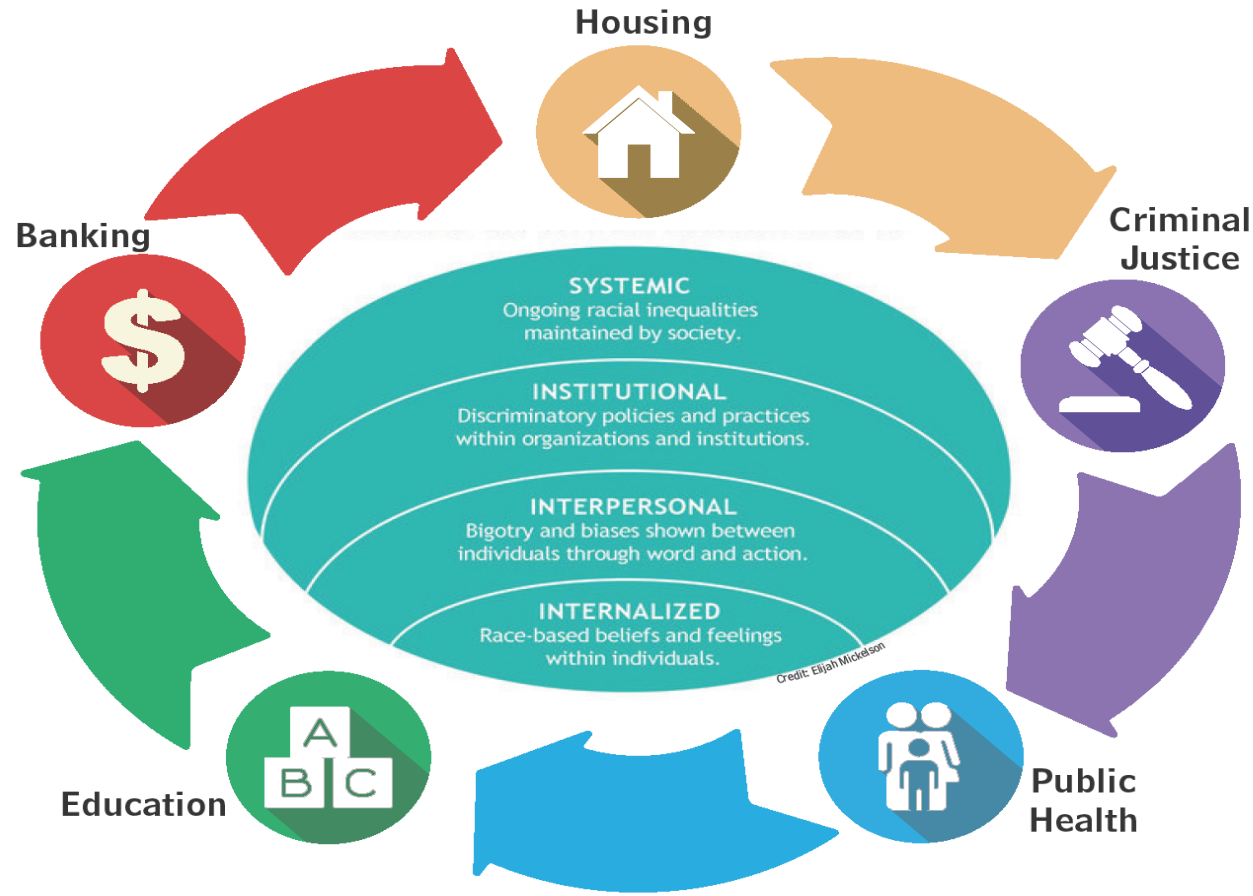 Housing
Banking
Criminal
Justice
$
SYSTEMIC
Ongoing racial inequalities
maintained by society.
INSTITUTIONAL
Discriminatory policies and practices
within organizations and institutions.
INTERPERSONAL
Bigotry and biases shown between
individuals through word and action.
INTERNALIZED
Race-based beliefs and feelings
within individuals.
Credit: Elijah Mickelson
A
B C
Education
Public
Health